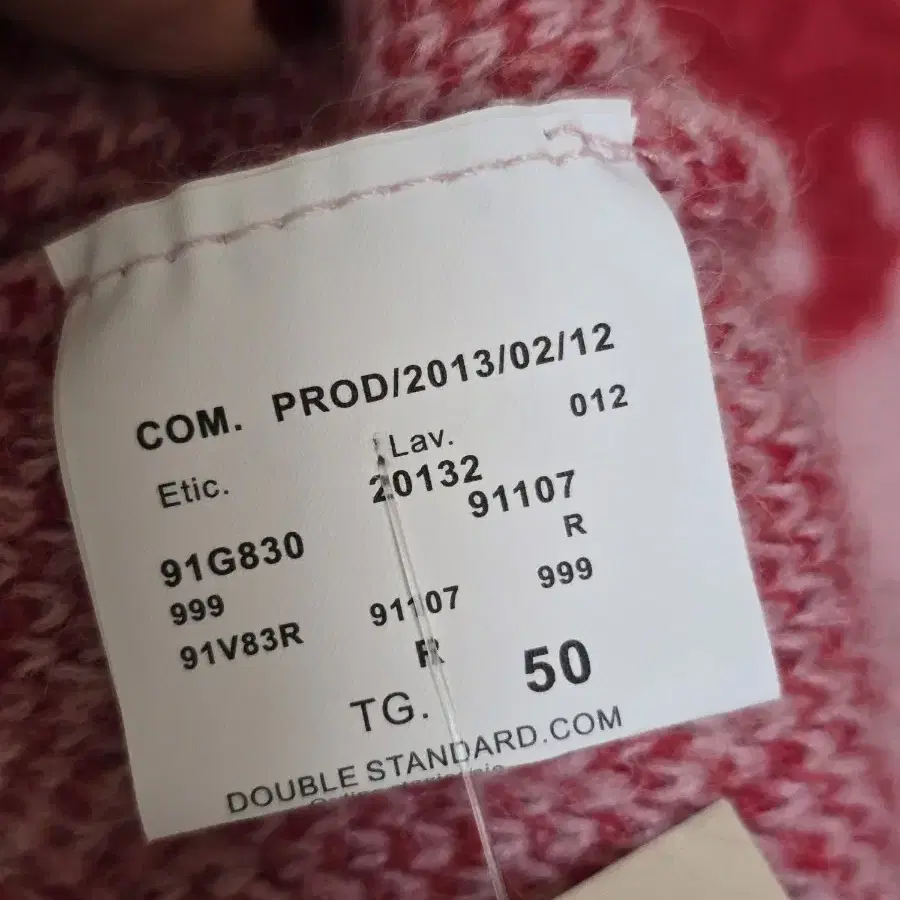 COM. PROD/2013/02/12
Etic. Lav. 012
20132
91107
91G830 R
999 999
91V83R 91107
R
TG. 50
DOUBLE STANDARD.COM